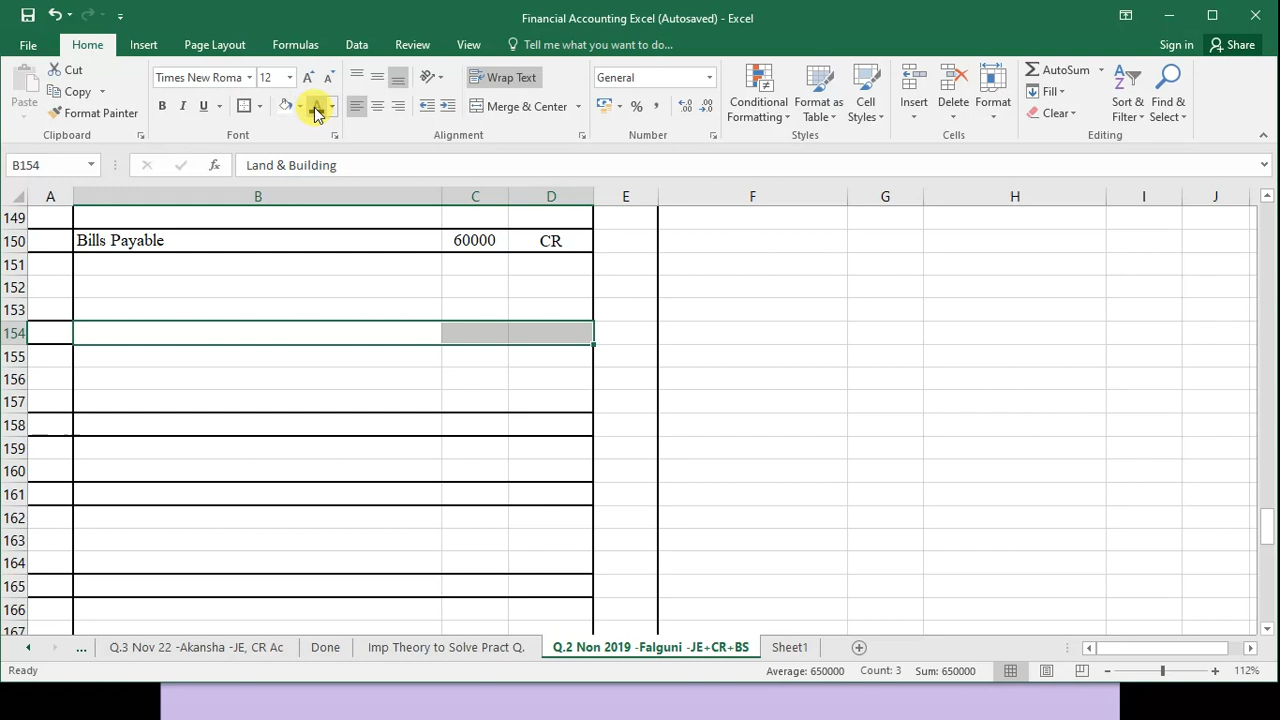 Financial Accounting Excel (Autosaved) - Excel
File Home Insert Page Layout Formulas Data Review View Tell me what you want to do... Sign in Share
Paste Cut Copy Format Painter
Clipboard
Times New Roma 12
B I U A
Font
Wrap Text
Merge & Center
Alignment
General
% ,
Number
Conditional Formatting Format as Table Cell Styles
Styles
Insert Delete Format
Cells
AutoSum Fill Clear Sort & Filter Find & Select
Editing
B154 fx Land & Building
A B C D E F G H I J
149
150 Bills Payable 60000 CR
151
152
153
154
155
156
157
158
159
160
161
162
163
164
165
166
167
... Q.3 Nov 22 -Akansha -JE, CR Ac Done Imp Theory to Solve Pract Q. Q.2 Non 2019 -Falguni -JE+CR+BS Sheet1
Ready Average: 650000 Count: 3 Sum: 650000 112%